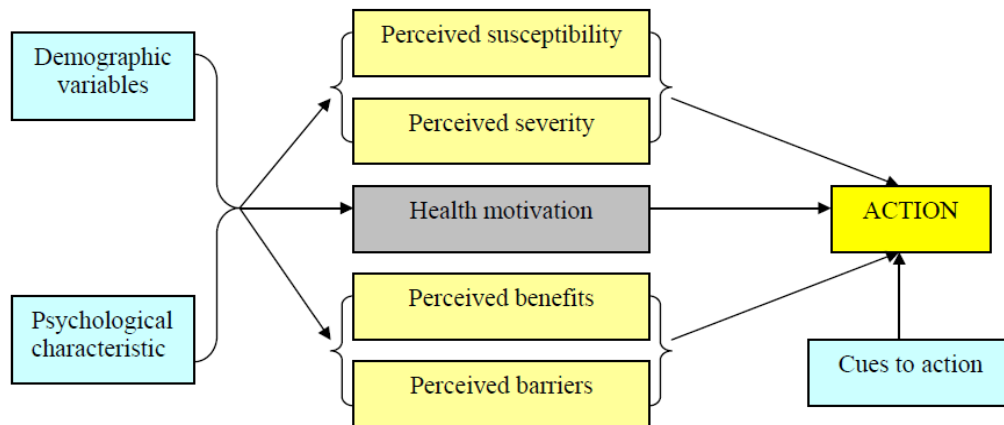 Demographic
variables
Psychological
characteristic
Perceived susceptibility
Perceived severity
Health motivation
Perceived benefits
Perceived barriers
ACTION
Cues to action